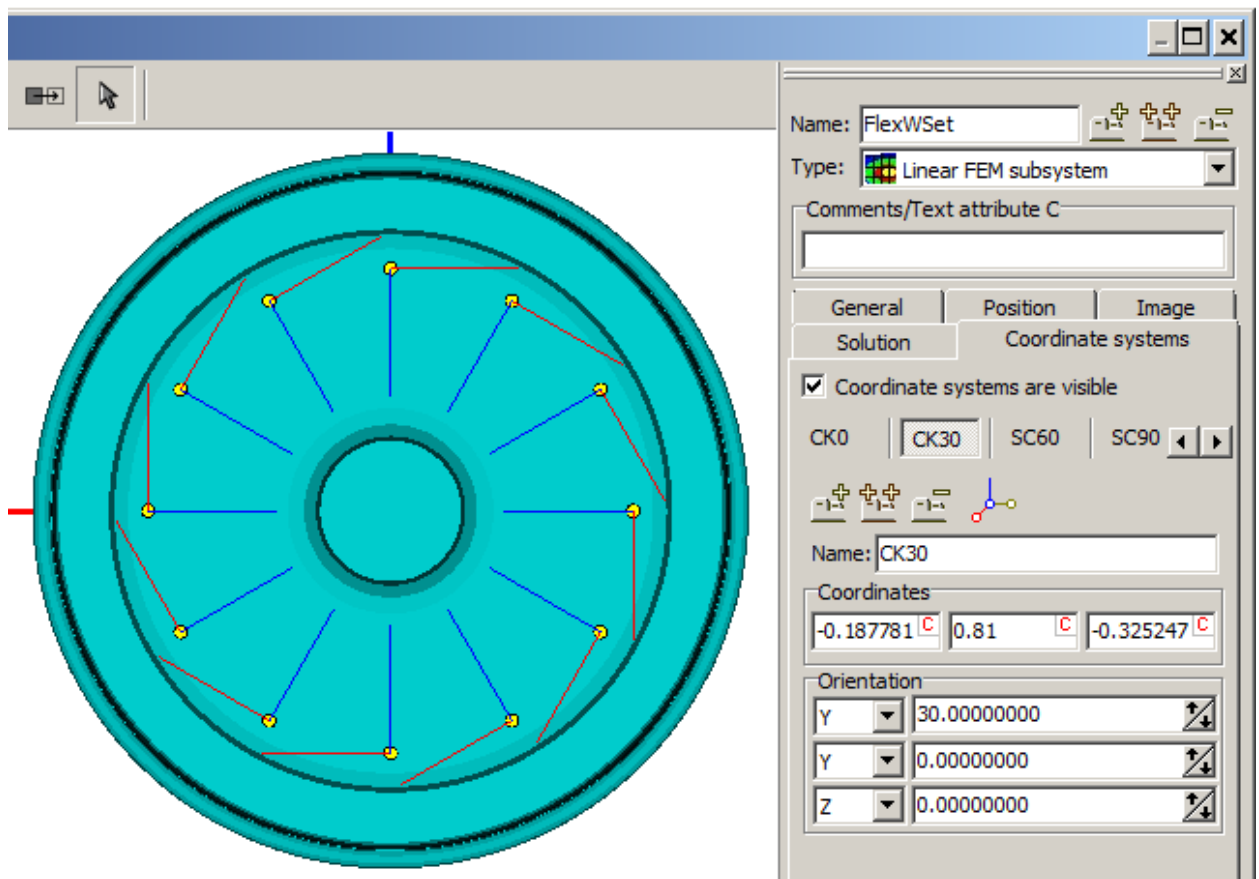 Name: FlexWSet
Type: Linear FEM subsystem
Comments/Text attribute C
General Position Image
Solution Coordinate systems
Coordinate systems are visible
CK0 CK30 SC60 SC90
Name: CK30
Coordinates
-0.187781 C 0.81 C -0.325247 C
Orientation
Y 30.00000000
Y 0.00000000
Z 0.00000000